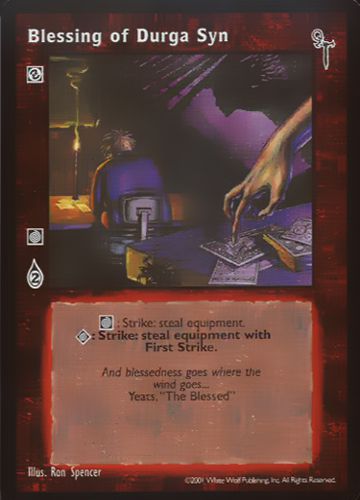 Blessing of Durga Syn
2
: Strike: steal equipment.
: Strike: steal equipment with
First Strike.
And blessedness goes where the
wind goes...
Yeats, "The Blessed"
Illus. Ron Spencer
©2001 White Wolf Publishing, Inc. All Rights Reserved.